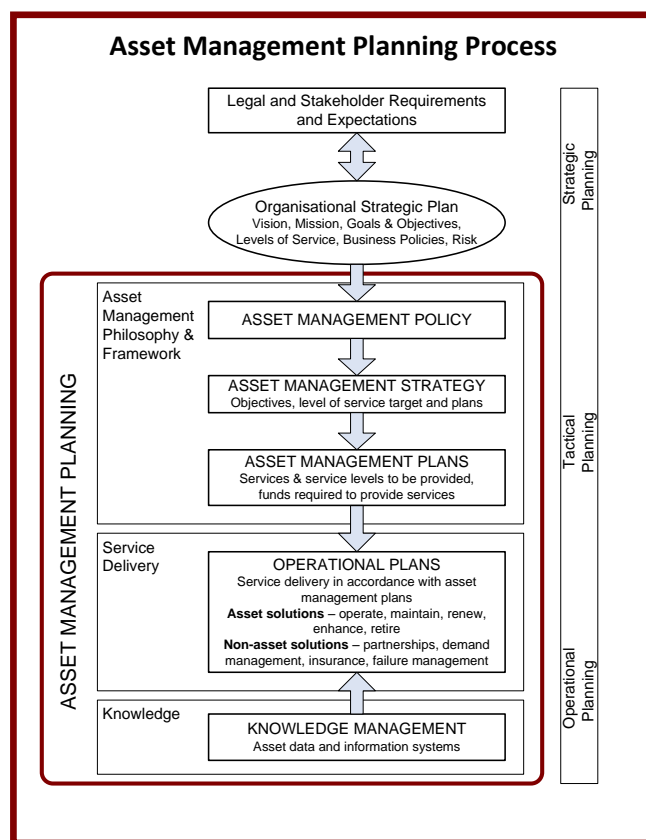 Asset Management Planning Process
Legal and Stakeholder Requirements
and Expectations
Organisational Strategic Plan
Vision, Mission, Goals & Objectives,
Levels of Service, Business Policies, Risk
Strategic
Planning
ASSET MANAGEMENT PLANNING
Asset
Management
Philosophy &
Framework
ASSET MANAGEMENT POLICY
ASSET MANAGEMENT STRATEGY
Objectives, level of service target and plans
ASSET MANAGEMENT PLANS
Services & service levels to be provided,
funds required to provide services
Tactical
Planning
Service
Delivery
OPERATIONAL PLANS
Service delivery in accordance with asset
management plans
Asset solutions – operate, maintain, renew,
enhance, retire
Non-asset solutions – partnerships, demand
management, insurance, failure management
Operational
Planning
Knowledge
KNOWLEDGE MANAGEMENT
Asset data and information systems